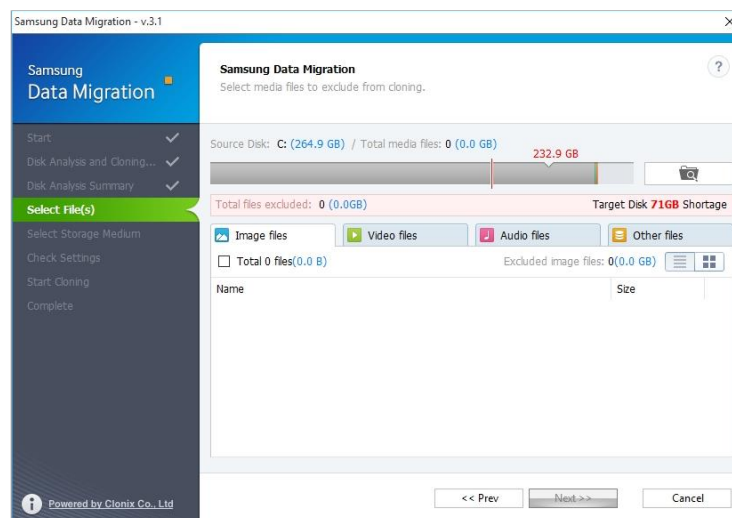 Samsung Data Migration - v.3.1
Samsung
Data Migration
Samsung Data Migration
Select media files to exclude from cloning.
?
Start
Disk Analysis and Cloning...
Disk Analysis Summary
Select File(s)
Select Storage Medium
Check Settings
Start Cloning
Complete
Source Disk: C: (264.9 GB) / Total media files: 0 (0.0 GB)
232.9 GB
Total files excluded: 0 (0.0GB) Target Disk 71GB Shortage
Image files Video files Audio files Other files
Total 0 files(0.0 B) Excluded image files: 0(0.0 GB)
Name Size
<< Prev Next >> Cancel
i Powered by Clonix Co., Ltd